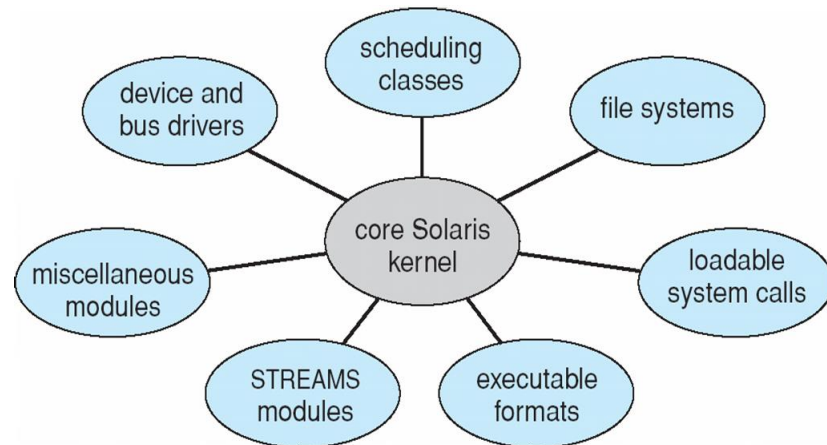 scheduling
classes
device and
bus drivers
file systems
core Solaris
kernel
miscellaneous
modules
loadable
system calls
STREAMS
modules
executable
formats